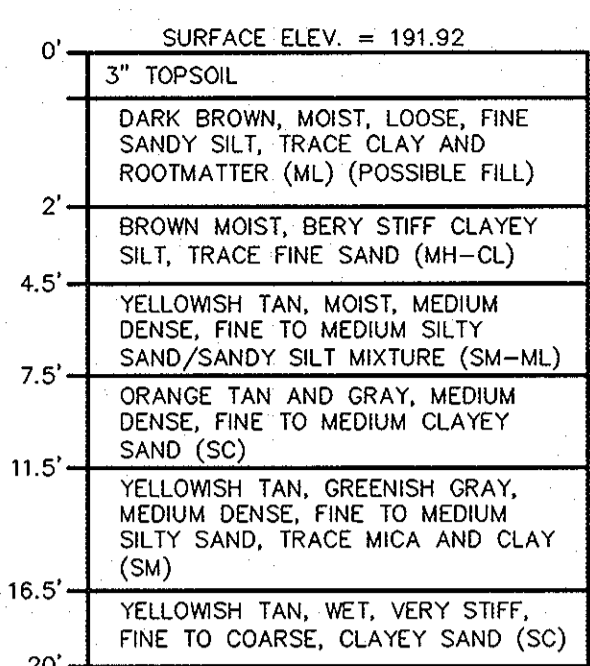 SURFACE ELEV. = 191.92
0'
3" TOPSOIL
DARK BROWN, MOIST, LOOSE, FINE
SANDY SILT, TRACE CLAY AND
ROOTMATTER (ML) (POSSIBLE FILL)
2'
BROWN MOIST, BERY STIFF CLAYEY
SILT, TRACE FINE SAND (MH-CL)
4.5'
YELLOWISH TAN, MOIST, MEDIUM
DENSE, FINE TO MEDIUM SILTY
SAND/SANDY SILT MIXTURE (SM-ML)
7.5'
ORANGE TAN AND GRAY, MEDIUM
DENSE, FINE TO MEDIUM CLAYEY
SAND (SC)
11.5'
YELLOWISH TAN, GREENISH GRAY,
MEDIUM DENSE, FINE TO MEDIUM
SILTY SAND, TRACE MICA AND CLAY
(SM)
16.5'
YELLOWISH TAN, WET, VERY STIFF,
FINE TO COARSE, CLAYEY SAND (SC)
20'